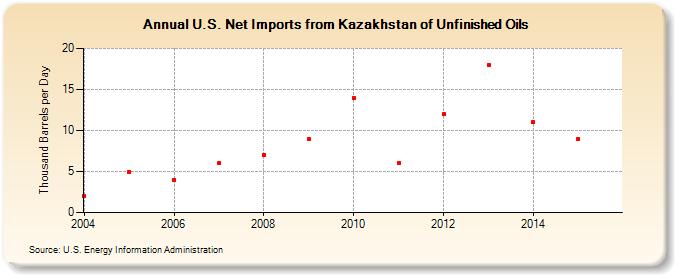 Annual U.S. Net Imports from Kazakhstan of Unfinished Oils
Thousand Barrels per Day
20
15
10
5
0
2004 2006 2008 2010 2012 2014
Source: U.S. Energy Information Administration